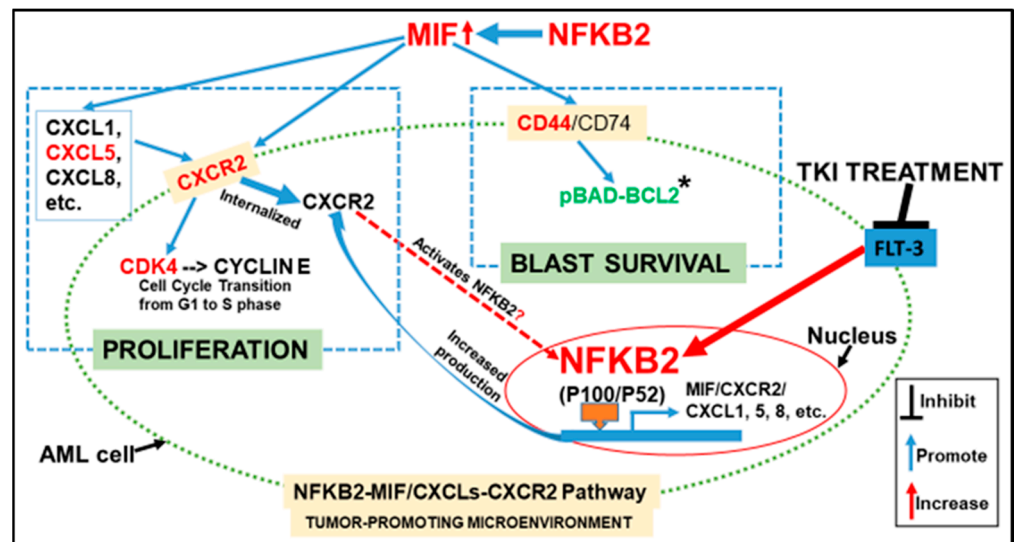 MIF NFKB2
CXCL1,
CXCL5,
CXCL8,
etc.
CXCR2
Internalized
CXCR2
CDK4 --> CYCLIN E
Cell Cycle Transition
from G1 to S phase
PROLIFERATION
CD44/CD74
pBAD-BCL2*
BLAST SURVIVAL
TKI TREATMENT
FLT-3
Activates NFKB2?
Increased
production
NFKB2
(P100/P52)
MIF/CXCR2/
CXCL1, 5, 8, etc.
Nucleus
AML cell
NFKB2-MIF/CXCLs-CXCR2 Pathway
TUMOR-PROMOTING MICROENVIRONMENT
Inhibit
Promote
Increase